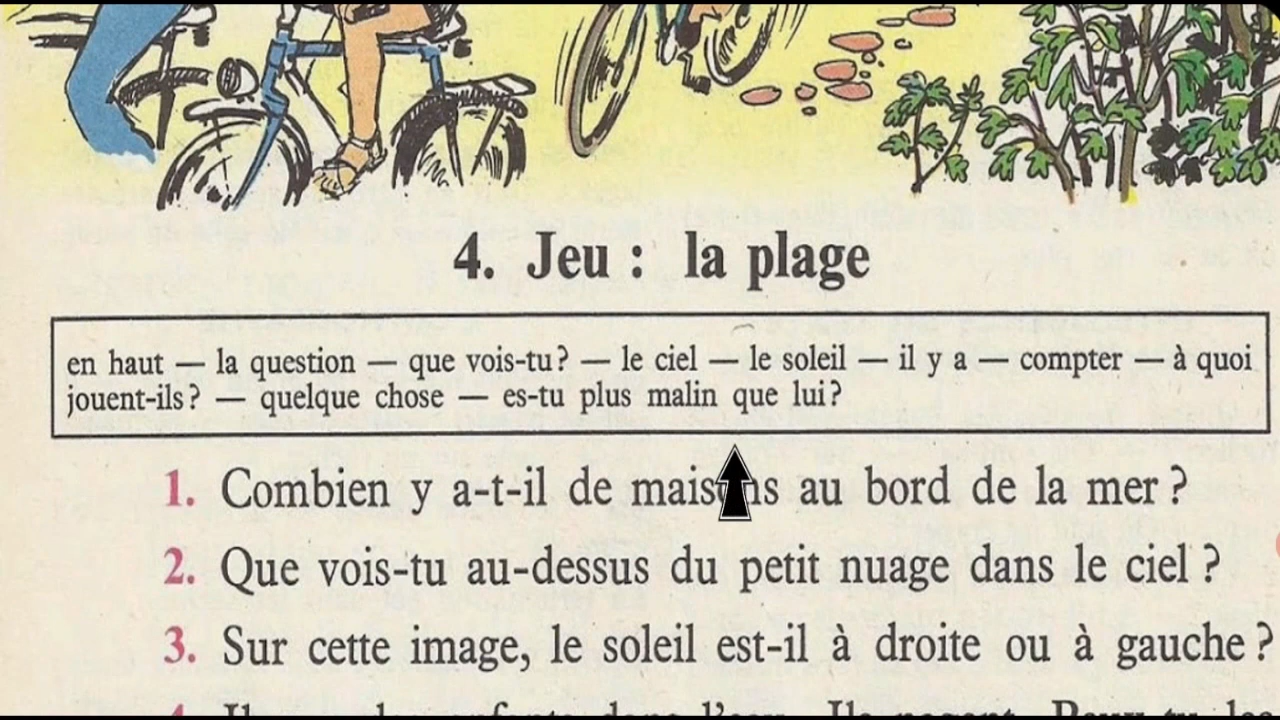 4. Jeu : la plage
en haut — la question — que vois-tu? — le ciel — le soleil — il y a — compter — à quoi
jouent-ils? — quelque chose — es-tu plus malin que lui?
1. Combien y a-t-il de maisons au bord de la mer ?
2. Que vois-tu au-dessus du petit nuage dans le ciel ?
3. Sur cette image, le soleil est-il à droite ou à gauche ?